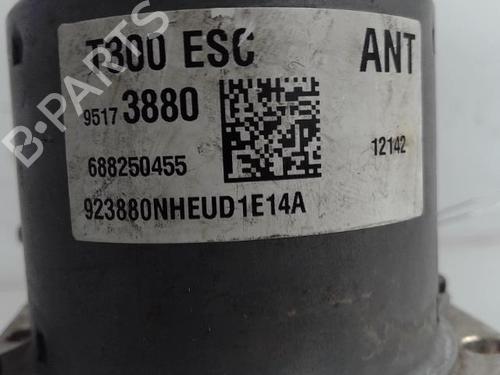 T300 ESC ANT
9517 3880
688250455 12142
923880NHEUD1E14A
B-PARTS